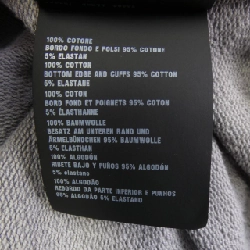 100% COTONE
BORDO FONDO E POLSI 95% COTONE
5% ELASTAN
100% COTTON
BOTTOM EDGE AND CUFFS 95% COTTON
5% ELASTANE
100% COTON
BORD FOND ET POIGNETS 95% COTON
5% ÉLASTHANNE
100% BAUMWOLLE
BESATZ AM UNTEREN RAND UND
ÄRMELBÜNDCHEN 95% BAUMWOLLE
5% ELASTHAN
100% ALGODÓN
BAJO Y PUÑOS 95% ALGODÓN
5% elastano
100% ALGODÃO
REBORDO DA PARTE INFERIOR E PUNHOS
95% ALGODÃO 5% ELASTANO